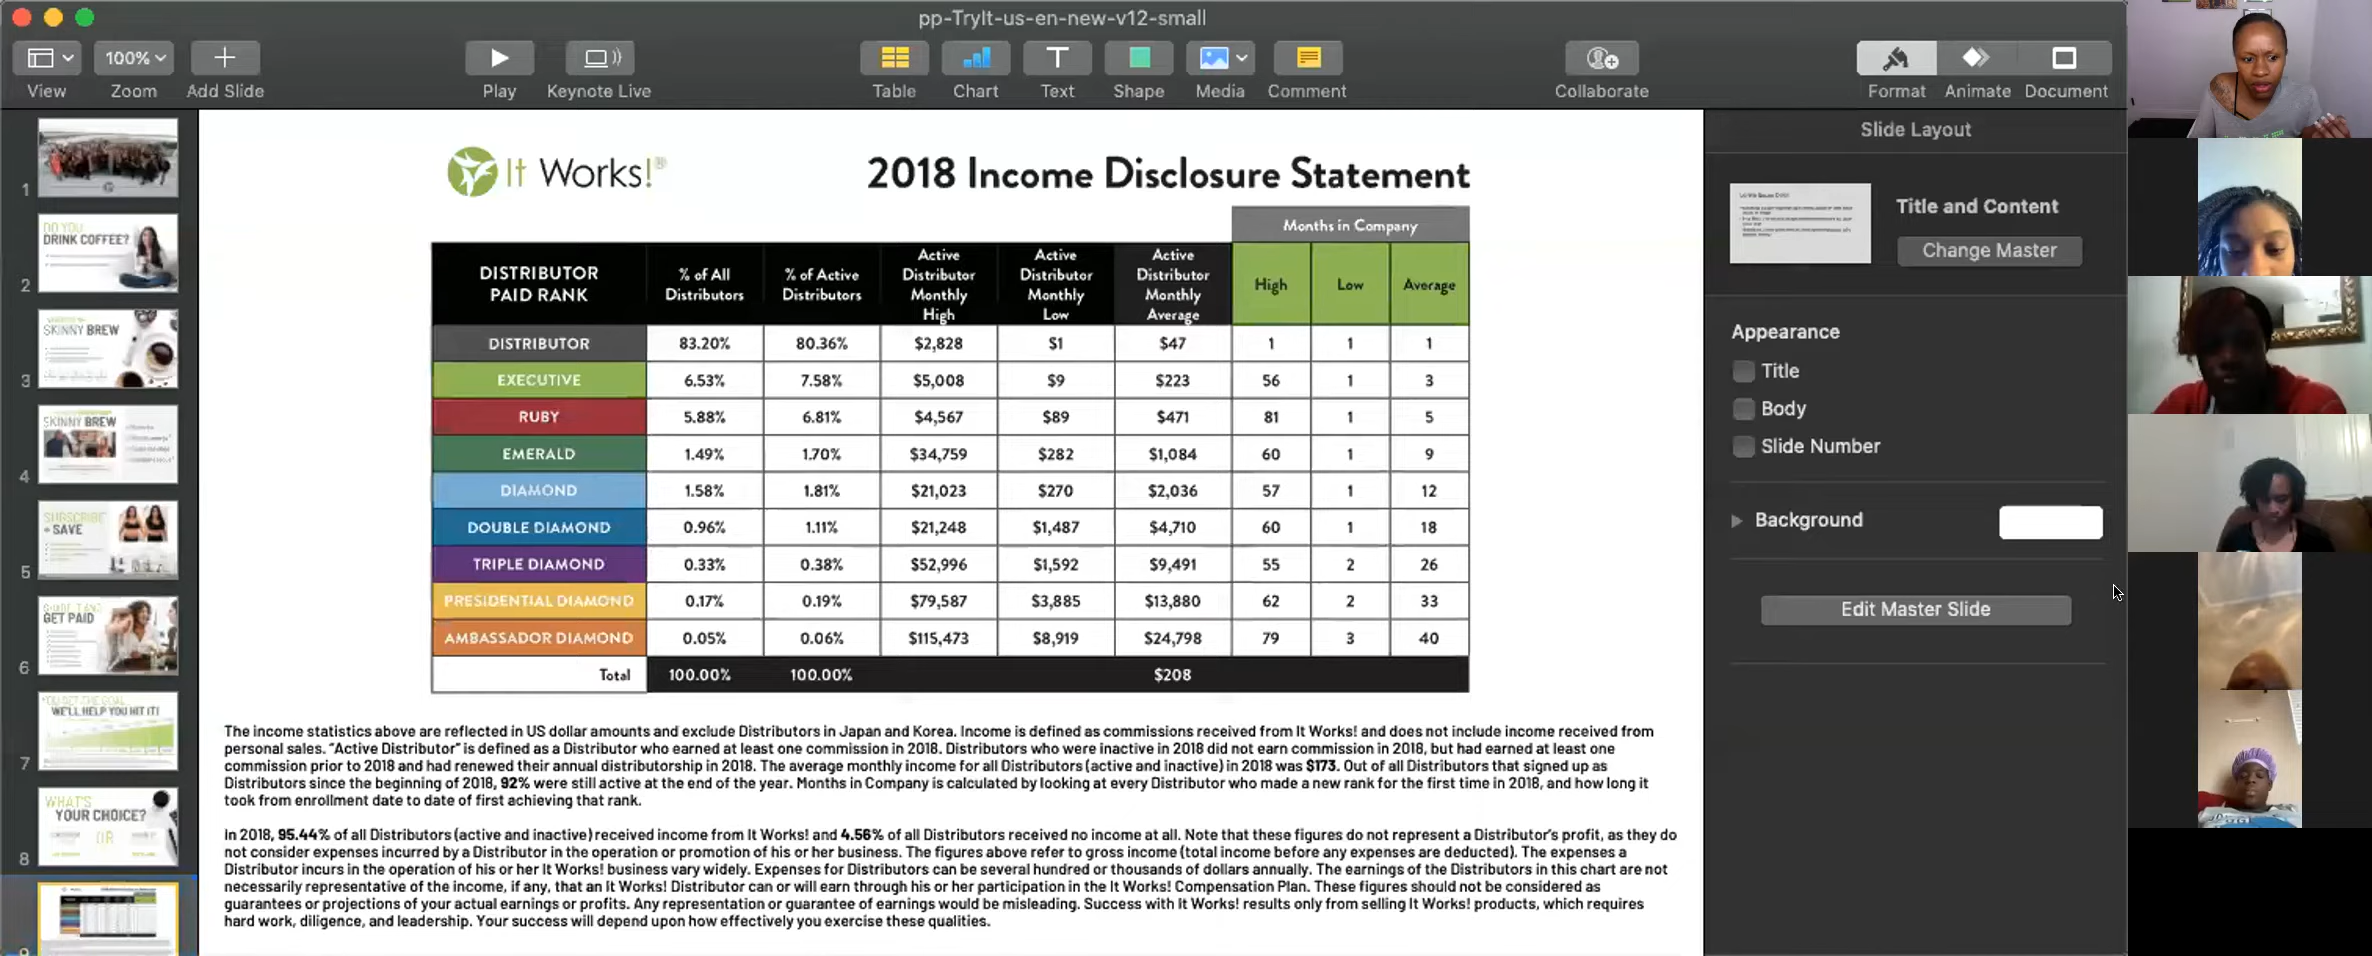 pp-TryIt-us-en-new-v12-small
100%
View Zoom Add Slide Play Keynote Live Table Chart Text Shape Media Comment Collaborate Format Animate Document
1
2
DO YOU
DRINK COFFEE?
3
SKINNY BREW
4
SKINNY BREW
5
SUBSCRIBE
+ SAVE
6
GET PAID
7
WE'LL HELP YOU HIT IT!
8
WHAT'S
YOUR CHOICE?
OR
9
It Works!®
2018 Income Disclosure Statement
Months in Company
DISTRIBUTOR PAID RANK | % of All Distributors | % of Active Distributors | Active Distributor Monthly High | Active Distributor Monthly Low | Active Distributor Monthly Average | High | Low | Average
DISTRIBUTOR 83.20% 80.36% $2,828 $1 $47 1 1 1
EXECUTIVE 6.53% 7.58% $5,008 $9 $223 56 1 3
RUBY 5.88% 6.81% $4,567 $89 $471 81 1 5
EMERALD 1.49% 1.70% $34,759 $282 $1,084 60 1 9
DIAMOND 1.58% 1.81% $21,023 $270 $2,036 57 1 12
DOUBLE DIAMOND 0.96% 1.11% $21,248 $1,487 $4,710 60 1 18
TRIPLE DIAMOND 0.33% 0.38% $52,996 $1,592 $9,491 55 2 26
PRESIDENTIAL DIAMOND 0.17% 0.19% $79,587 $3,885 $13,880 62 2 33
AMBASSADOR DIAMOND 0.05% 0.06% $115,473 $8,919 $24,798 79 3 40
Total 100.00% 100.00% $208
The income statistics above are reflected in US dollar amounts and exclude Distributors in Japan and Korea. Income is defined as commissions received from It Works! and does not include income received from
personal sales. "Active Distributor" is defined as a Distributor who earned at least one commission in 2018. Distributors who were inactive in 2018 did not earn commission in 2018, but had earned at least one
commission prior to 2018 and had renewed their annual distributorship in 2018. The average monthly income for all Distributors (active and inactive) in 2018 was $173. Out of all Distributors that signed up as
Distributors since the beginning of 2018, 92% were still active at the end of the year. Months in Company is calculated by looking at every Distributor who made a new rank for the first time in 2018, and how long it
took from enrollment date to date of first achieving that rank.
In 2018, 95.44% of all Distributors (active and inactive) received income from It Works! and 4.56% of all Distributors received no income at all. Note that these figures do not represent a Distributor's profit, as they do
not consider expenses incurred by a Distributor in the operation or promotion of his or her business. The figures above refer to gross income (total income before any expenses are deducted). The expenses a
Distributor incurs in the operation of his or her It Works! business vary widely. Expenses for Distributors can be several hundred or thousands of dollars annually. The earnings of the Distributors in this chart are not
necessarily representative of the income, if any, that an It Works! Distributor can or will earn through his or her participation in the It Works! Compensation Plan. These figures should not be considered as
guarantees or projections of your actual earnings or profits. Any representation or guarantee of earnings would be misleading. Success with It Works! results only from selling It Works! products, which requires
hard work, diligence, and leadership. Your success will depend upon how effectively you exercise these qualities.
Slide Layout
Title and Content
Change Master
Appearance
Title
Body
Slide Number
Background
Edit Master Slide